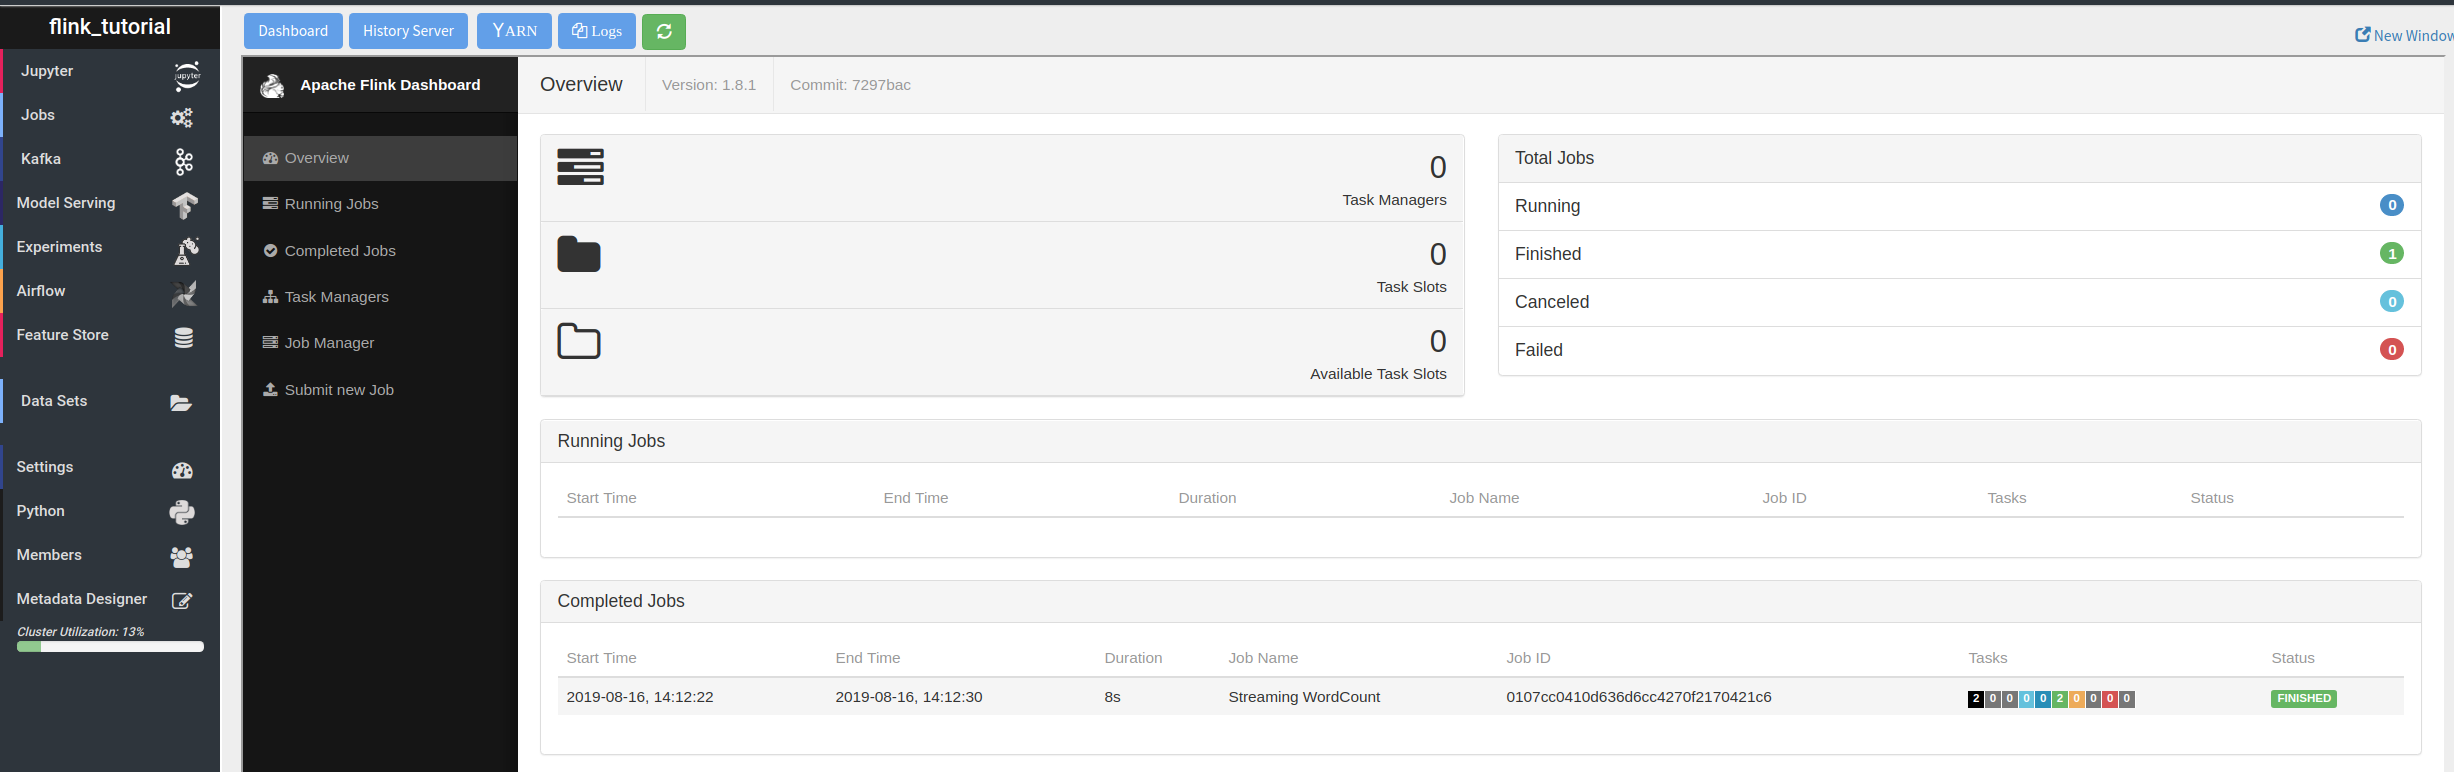 flink_tutorial
Jupyter
jupyter
Jobs
Kafka
Model Serving
Experiments
Airflow
Feature Store
Data Sets
Settings
Python
Members
Metadata Designer
Cluster Utilization: 13%
Dashboard
History Server
YARN
Logs
New Window
Apache Flink Dashboard
Overview
Running Jobs
Completed Jobs
Task Managers
Job Manager
Submit new Job
Overview
Version: 1.8.1
Commit: 7297bac
0
Task Managers
0
Task Slots
0
Available Task Slots
Total Jobs
Running 0
Finished 1
Canceled 0
Failed 0
Running Jobs
Start Time End Time Duration Job Name Job ID Tasks Status
Completed Jobs
Start Time End Time Duration Job Name Job ID Tasks Status
2019-08-16, 14:12:22 2019-08-16, 14:12:30 8s Streaming WordCount 0107cc0410d636d6cc4270f2170421c6 2 0 0 0 0 2 0 0 0 0 FINISHED